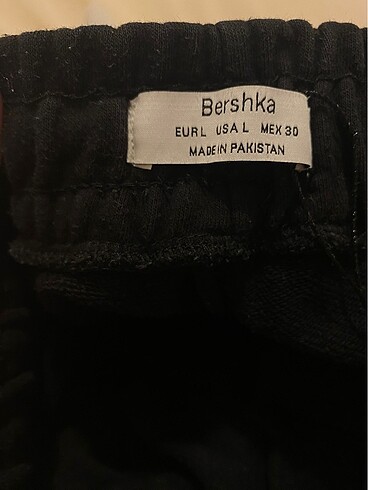 Bershka
EUR L USA L MEX 30
MADE IN PAKISTAN